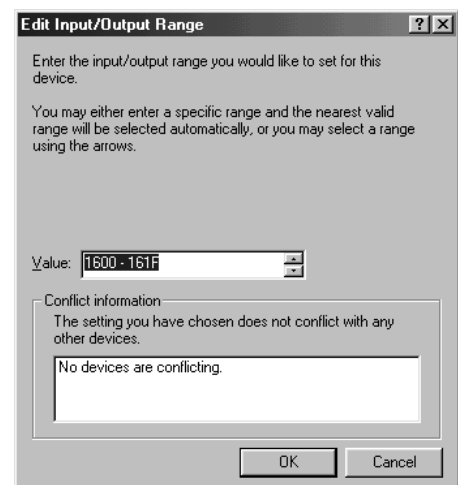 Edit Input/Output Range
Enter the input/output range you would like to set for this
device.
You may either enter a specific range and the nearest valid
range will be selected automatically, or you may select a range
using the arrows.
Value: 1600 - 161F
Conflict information
The setting you have chosen does not conflict with any
other devices.
No devices are conflicting.
OK Cancel